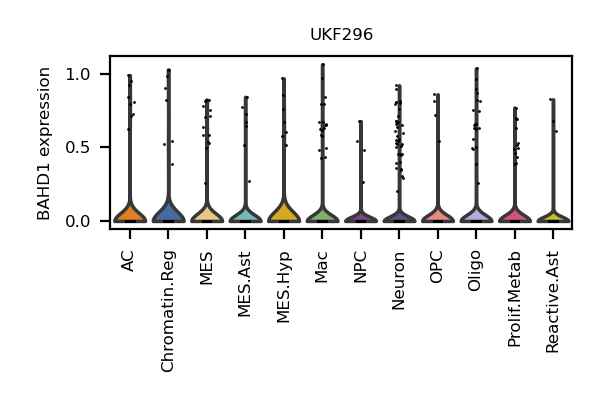 UKF296
BAHD1 expression
1.0
0.5
0.0
AC
Chromatin.Reg
MES
MES.Ast
MES.Hyp
Mac
NPC
Neuron
OPC
Oligo
Prolif.Metab
Reactive.Ast